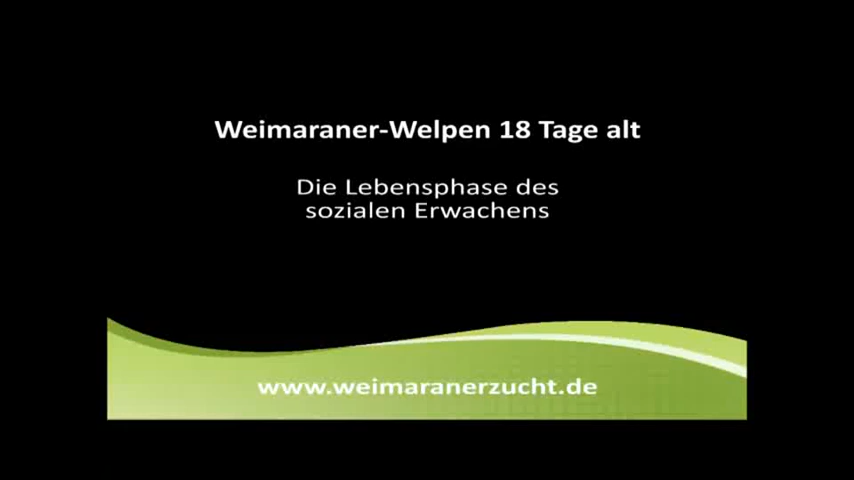 Weimaraner-Welpen 18 Tage alt
Die Lebensphase des
sozialen Erwachens
www.weimaranerzucht.de